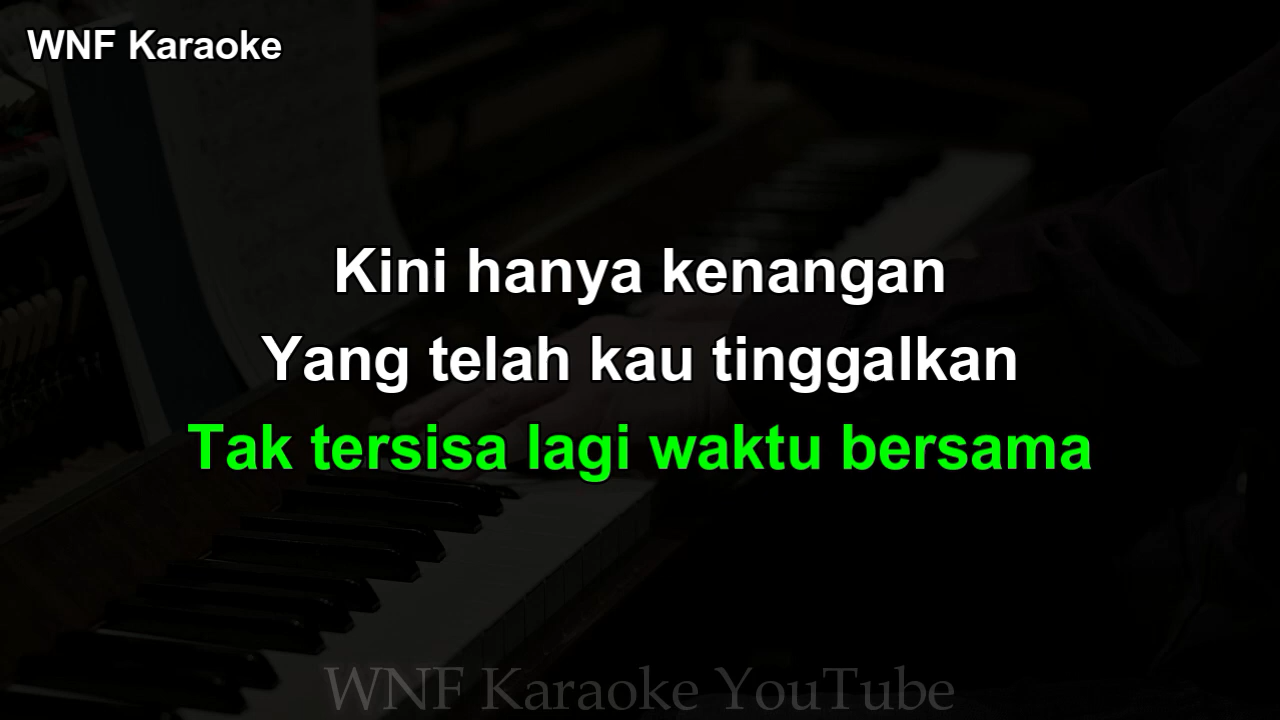 WNF Karaoke
Kini hanya kenangan
Yang telah kau tinggalkan
Tak tersisa lagi waktu bersama
WNF Karaoke YouTube